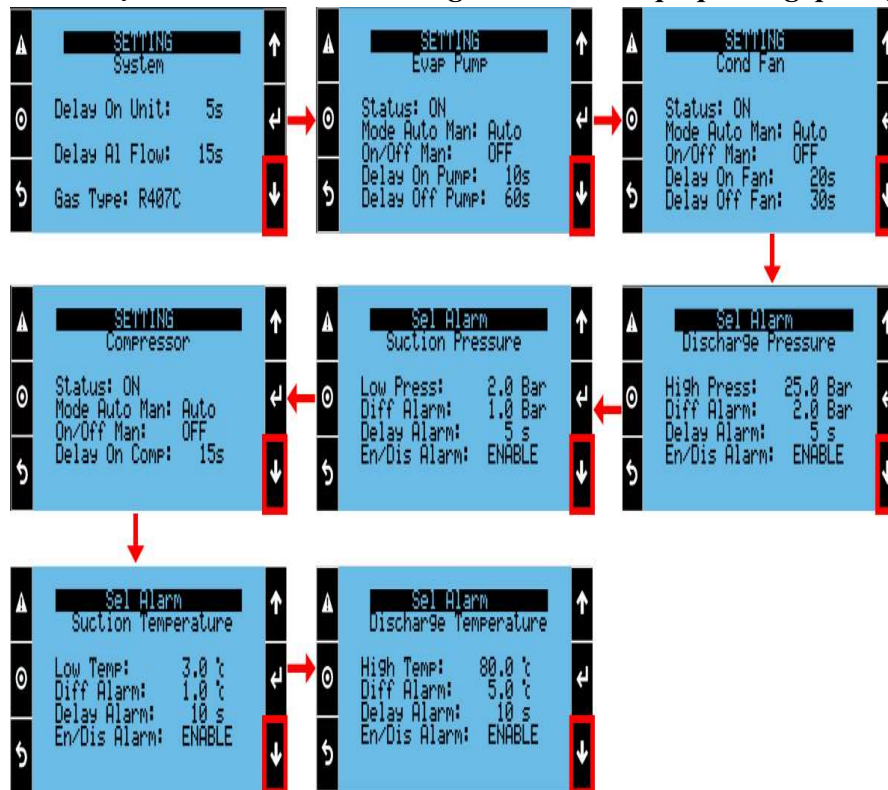 SETTING
System
Delay On Unit: 5s
Delay Al Flow: 15s
Gas Type: R407C
SETTING
Evap Pump
Status: ON
Mode Auto Man: Auto
On/Off Man: OFF
Delay On Pump: 10s
Delay Off Pump: 60s
SETTING
Cond Fan
Status: ON
Mode Auto Man: Auto
On/Off Man: OFF
Delay On Fan: 20s
Delay Off Fan: 30s
Sel Alarm
Discharge Pressure
High Press: 25.0 Bar
Diff Alarm: 2.0 Bar
Delay Alarm: 5 s
En/Dis Alarm: ENABLE
Sel Alarm
Suction Pressure
Low Press: 2.0 Bar
Diff Alarm: 1.0 Bar
Delay Alarm: 5 s
En/Dis Alarm: ENABLE
SETTING
Compressor
Status: ON
Mode Auto Man: Auto
On/Off Man: OFF
Delay On Comp: 15s
Sel Alarm
Suction Temperature
Low Temp: 3.0 ℃
Diff Alarm: 1.0 ℃
Delay Alarm: 10 s
En/Dis Alarm: ENABLE
Sel Alarm
Discharge Temperature
High Temp: 80.0 ℃
Diff Alarm: 5.0 ℃
Delay Alarm: 10 s
En/Dis Alarm: ENABLE